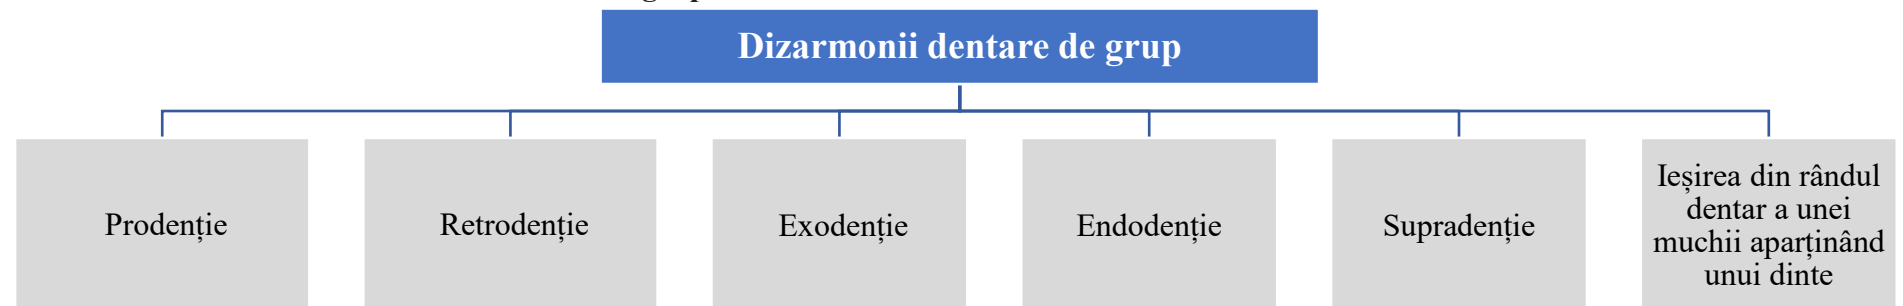 Dizarmonii dentare de grup
Prodenție
Retrodenție
Exodenție
Endodenție
Supradenție
Ieșirea din rândul
dentar a unei
muchii aparținând
unui dinte